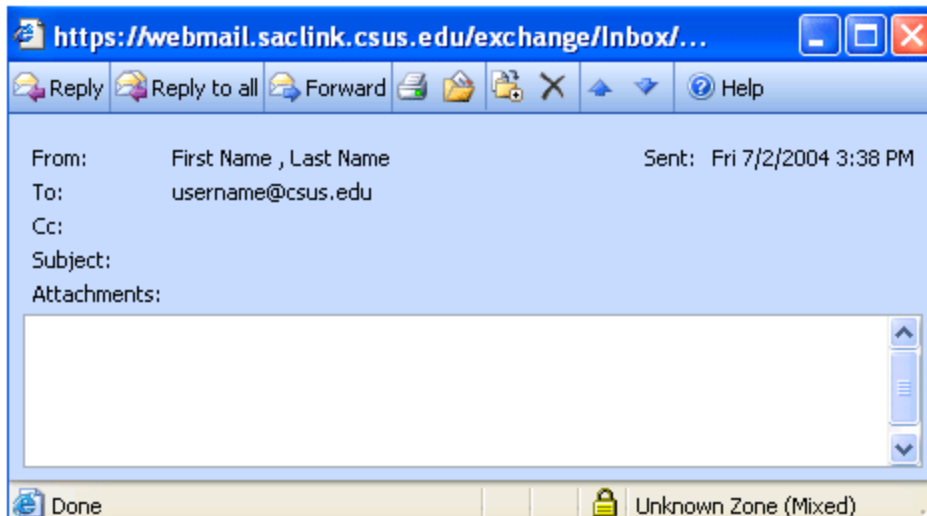 https://webmail.saclink.csus.edu/exchange/Inbox/...
Reply Reply to all Forward Help
From: First Name , Last Name Sent: Fri 7/2/2004 3:38 PM
To: username@csus.edu
Cc:
Subject:
Attachments:
Done Unknown Zone (Mixed)